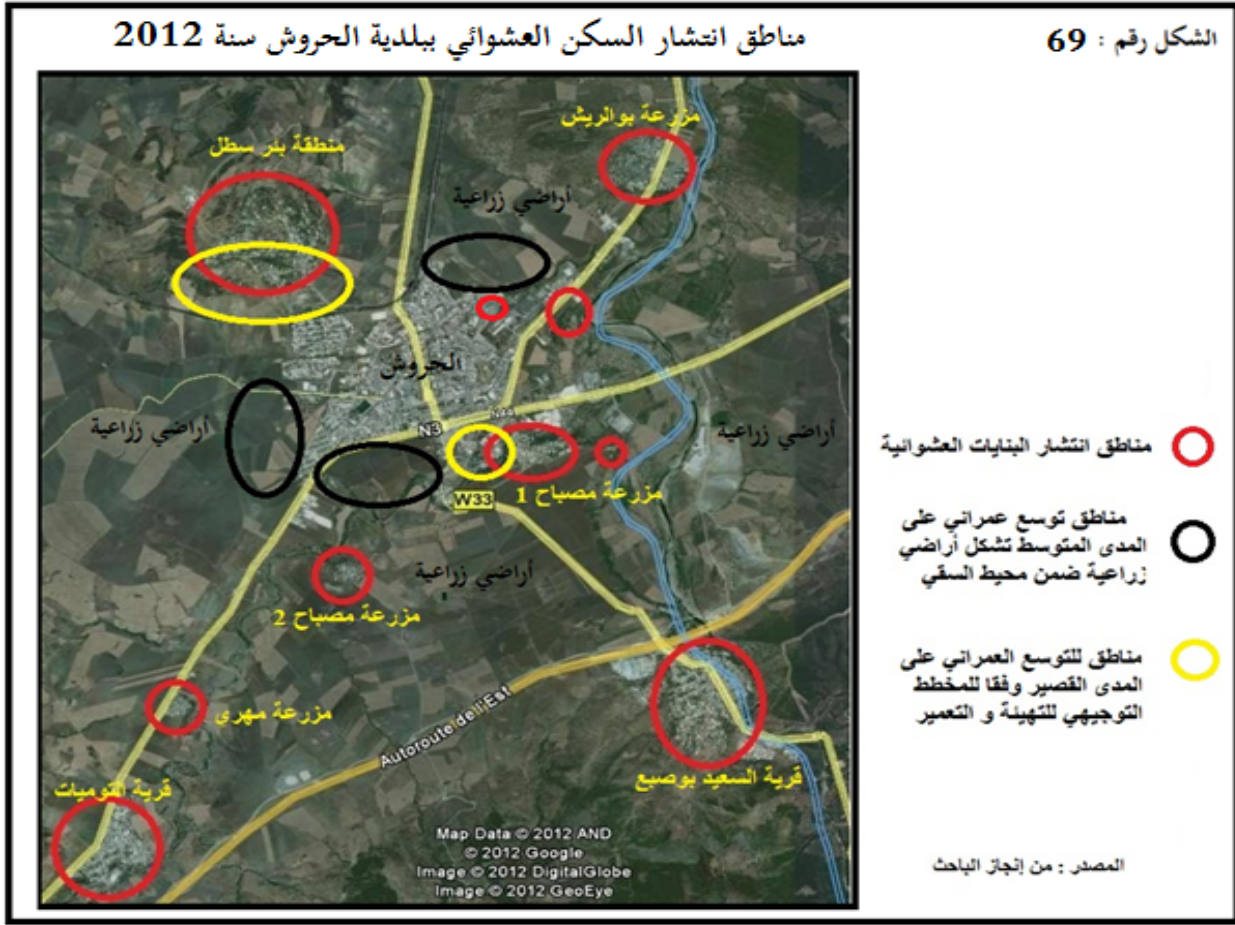 الشكل رقم : 69
مناطق انتشار السكن العشوائي ببلدية الحروش سنة 2012
مزرعة بوالريش
منطقة بئر سطل
أراضي زراعية
الحروش
N44
N3
أراضي زراعية
أراضي زراعية
مزرعة مصباح 1
W33
أراضي زراعية
مزرعة مصباح 2
مزرعة مهري
Autoroute de l'Est
قرية السعيد بوصبع
قرية التوميات
Map Data © 2012 AND
© 2012 Google
Image © 2012 DigitalGlobe
Image © 2012 GeoEye
مناطق انتشار البنايات العشوائية
مناطق توسع عمراني على
المدى المتوسط تشكل أراضي
زراعية ضمن محيط السقي
مناطق للتوسع العمراني على
المدى القصير وفقا للمخطط
التوجيهي للتهيئة و التعمير
المصدر : من إنجاز الباحث